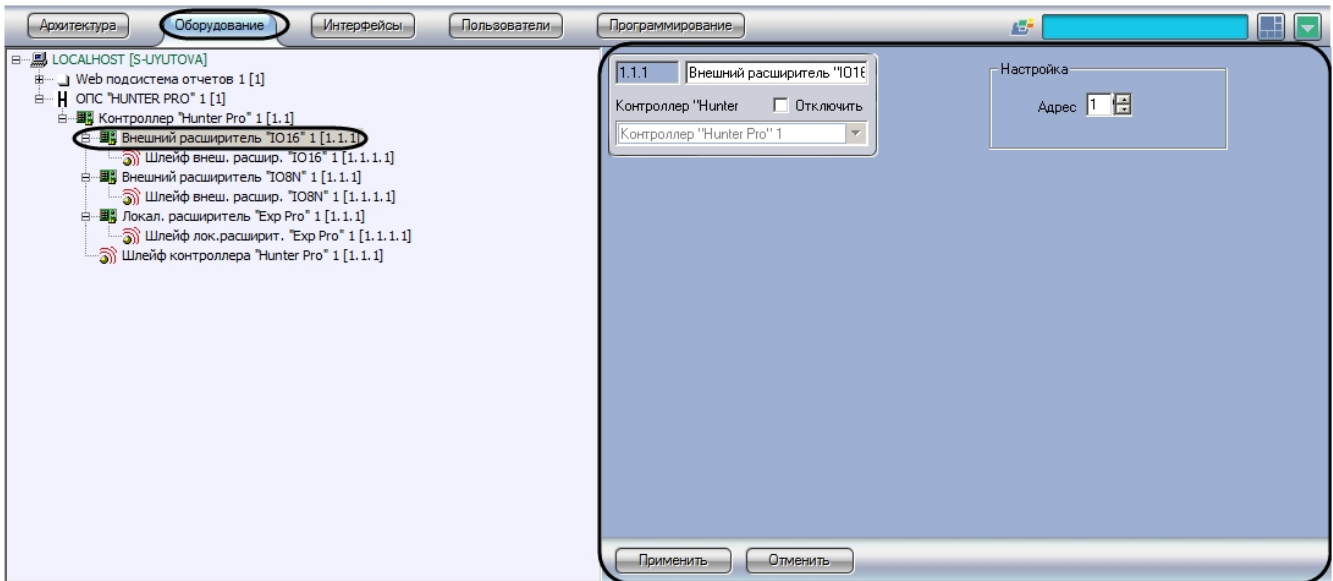 Архитектура Оборудование Интерфейсы Пользователи Программирование
LOCALHOST [S-UYUTOVA]
Web подсистема отчетов 1 [1]
ОПС "HUNTER PRO" 1 [1]
Контроллер "Hunter Pro" 1 [1.1]
Внешний расширитель "IO16" 1 [1.1.1]
Шлейф внеш. расшир. "IO16" 1 [1.1.1.1]
Внешний расширитель "IO8N" 1 [1.1.1]
Шлейф внеш. расшир. "IO8N" 1 [1.1.1.1]
Локал. расширитель "Exp Pro" 1 [1.1.1]
Шлейф лок.расширит. "Exp Pro" 1 [1.1.1.1]
Шлейф контроллера "Hunter Pro" 1 [1.1.1]
1.1.1 Внешний расширитель "IO16
Контроллер "Hunter Отключить
Контроллер "Hunter Pro" 1
Настройка
Адрес 1
Применить Отменить